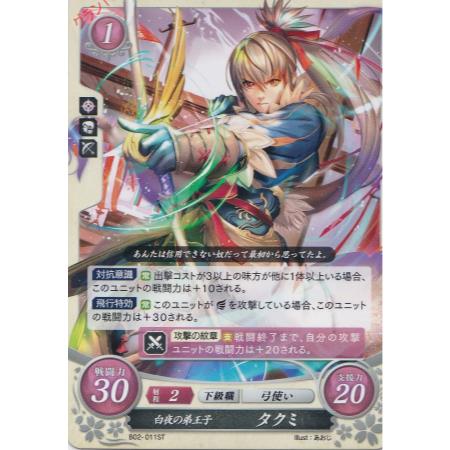 グランパ
1
あんたは信用できない奴だって最初から思ってたよ。
対抗意識 常 出撃コストが3以上の味方が他に1体以上いる場合、
このユニットの戦闘力は+10される。
飛行特効 常 このユニットが を攻撃している場合、このユニット
の戦闘力は+30される。
攻撃の紋章 支 戦闘終了まで、自分の攻撃
ユニットの戦闘力は+20される。
戦闘力
30
射程 2 下級職 弓使い
支援力
20
白夜の弟王子 タクミ
B02-011ST
Illust:あおじ